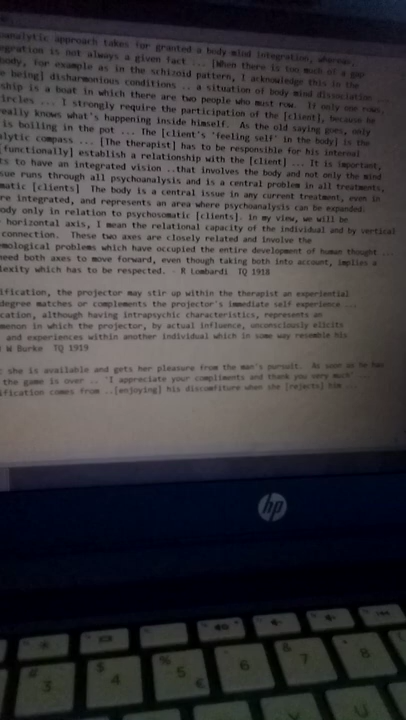 analytic approach takes for granted a body mind integration, whereas
egration is not always a given fact ... [When there is too much of a gap
body, for example as in the schizoid pattern, I acknowledge this in the
e being] disharmonious conditions .. a situation of body mind dissociation ...
ship is a boat in which there are two people who must row. If only one rows,
ircles ... I strongly require the participation of the [client], because he
really knows what's happening inside himself. As the old saying goes, only
is boiling in the pot ... The [client's 'feeling self' in the body] is the
lytic compass ... [The therapist] has to be responsible for his internal
[functionally] establish a relationship with the [client] ... It is important,
ts to have an integrated vision ..that involves the body and not only the mind
sue runs through all psychoanalysis and is a central problem in all treatments,
matic [clients] The body is a central issue in any current treatment, even in
re integrated, and represents an area where psychoanalysis can be expanded.
ody only in relation to psychosomatic [clients]. In my view, we will be
horizontal axis, I mean the relational capacity of the individual and by vertical
connection. These two axes are closely related and involve the
emological problems which have occupied the entire development of human thought ...
need both axes to move forward, even though taking both into account, implies a
lexity which has to be respected. - R Lombardi TQ 1918
ification, the projector may stir up within the therapist an experiential
degree matches or complements the projector's immediate self experience ...
cation, although having intrapsychic characteristics, represents an
menon in which the projector, by actual influence, unconsciously elicits
and experiences within another individual which in some way resemble his
W Burke TQ 1919
she is available and gets her pleasure from the man's pursuit. As soon as he has
the game is over .. 'I appreciate your compliments and thank you very much'
ification comes from ..[enjoying] his discomfiture when she [rejects] him ...
hp
#
3
$
4
%
5
€
6
&
7
8
U